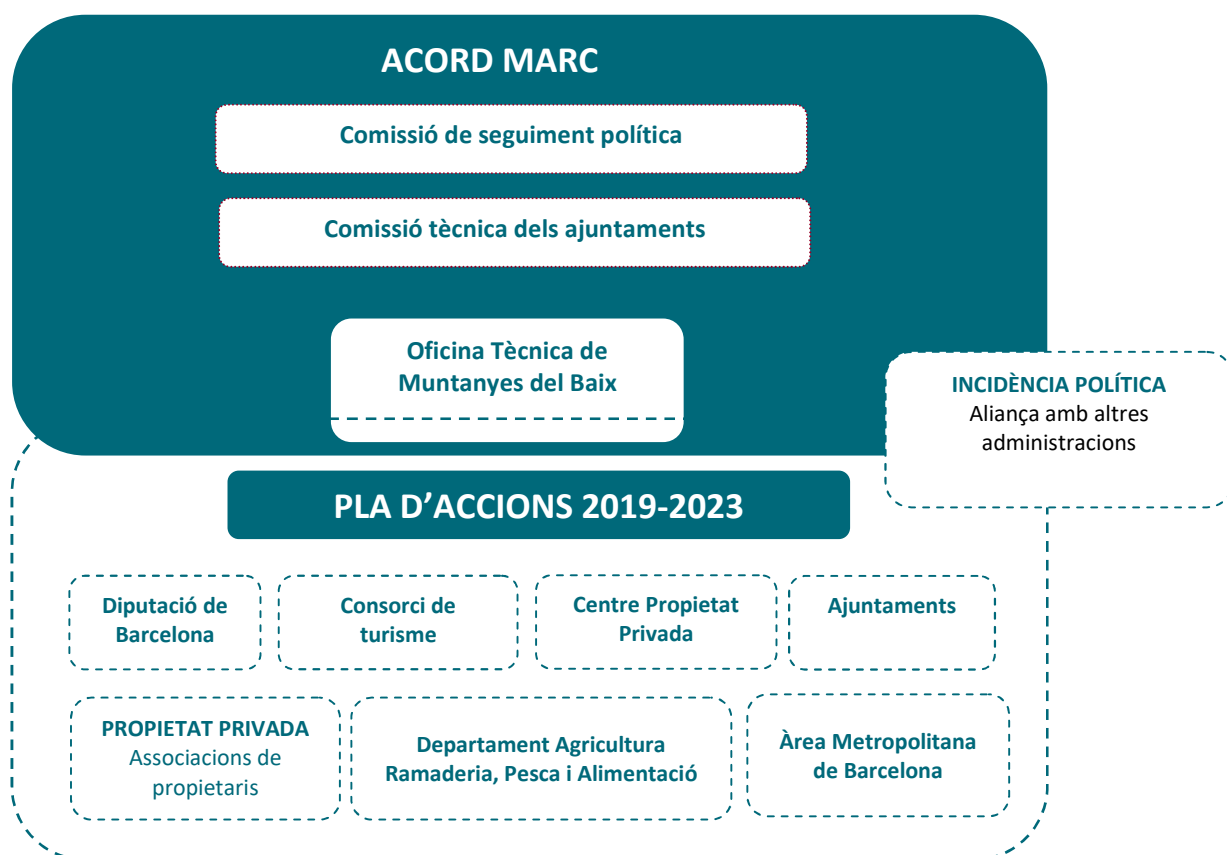 ACORD MARC
Comissió de seguiment política
Comissió tècnica dels ajuntaments
Oficina Tècnica de
Muntanyes del Baix
INCIDÈNCIA POLÍTICA
Aliança amb altres
administracions
PLA D’ACCIONS 2019-2023
Diputació de
Barcelona
Consorci de
turisme
Centre Propietat
Privada
Ajuntaments
PROPIETAT PRIVADA
Associacions de
propietaris
Departament Agricultura
Ramaderia, Pesca i Alimentació
Àrea Metropolitana
de Barcelona